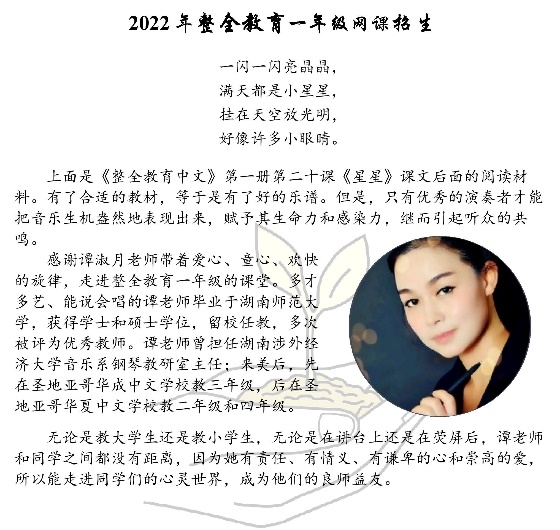 2022 年整全教育一年级网课招生
一闪一闪亮晶晶，
满天都是小星星，
挂在天空放光明，
好像许多小眼睛。
上面是《整全教育中文》第一册第二十课《星星》课文后面的阅读材
料。有了合适的教材，等于是有了好的乐谱。但是，只有优秀的演奏者才能
把音乐生机盎然地表现出来，赋予其生命力和感染力，继而引起听众的共
鸣。
感谢谭淑月老师带着爱心、童心、欢快
的旋律，走进整全教育一年级的课堂。多才
多艺、能说会唱的谭老师毕业于湖南师范大
学，获得学士和硕士学位，留校任教，多次
被评为优秀教师。谭老师曾担任湖南涉外经
济大学音乐系钢琴教研室主任；来美后，先
在圣地亚哥华成中文学校教三年级，后在圣
地亚哥华夏中文学校教二年级和四年级。
无论是教大学生还是教小学生，无论是在讲台上还是在荧屏后，谭老师
和同学之间都没有距离，因为她有责任、有情义、有谦卑的心和崇高的爱，
所以能走进同学们的心灵世界，成为他们的良师益友。